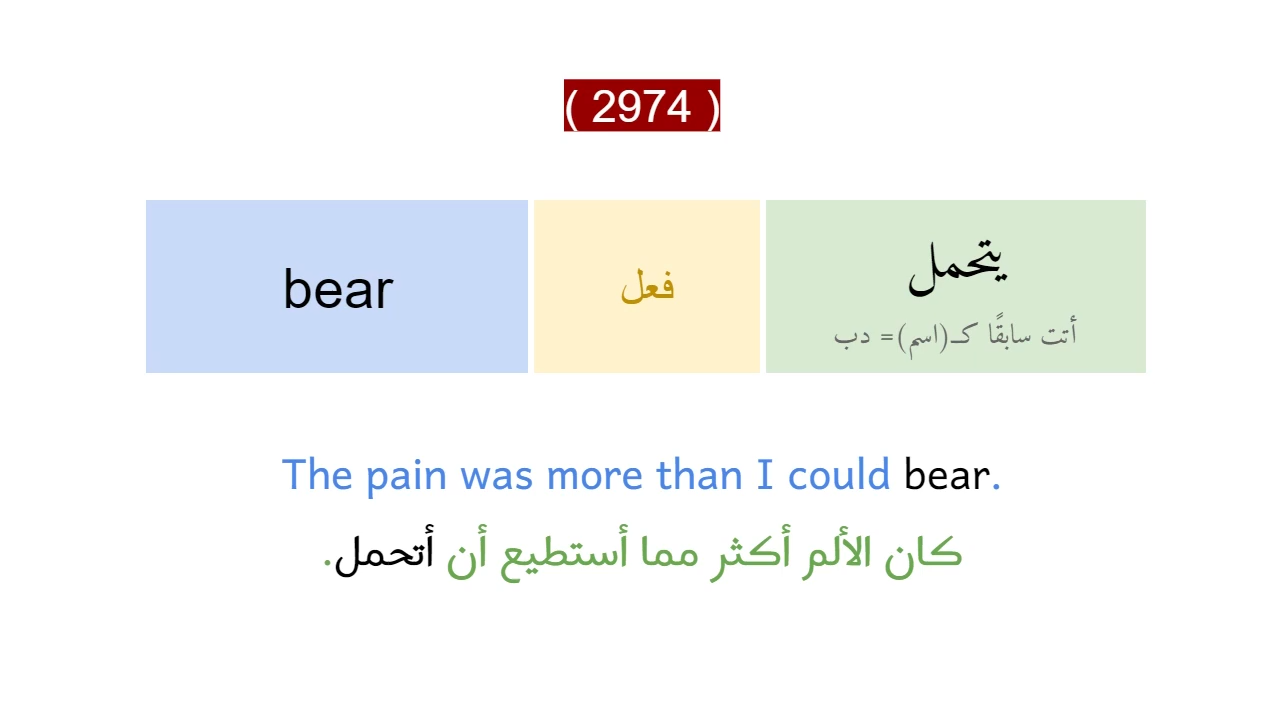 ( 2974 )
bear
فعل
يتحمل
أتت سابقًا كـ(اسم)= دب
The pain was more than I could bear.
كان الألم أكثر مما أستطيع أن أتحمل.